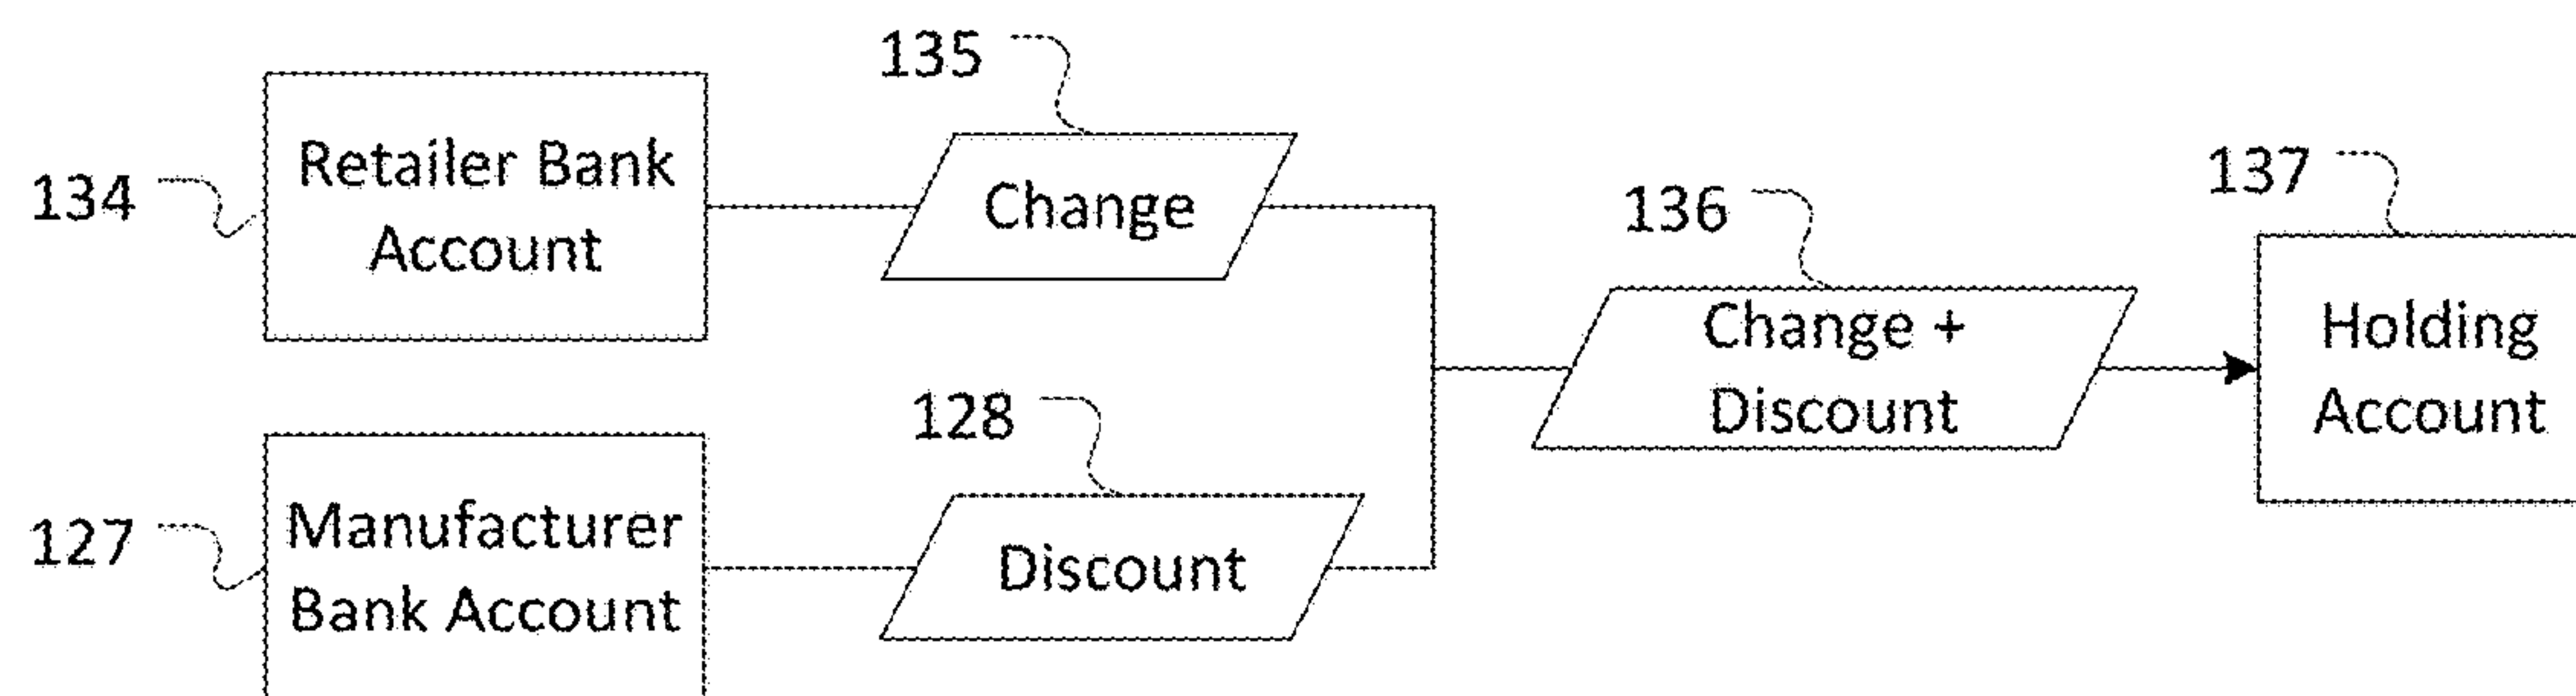 135
134
Retailer Bank
Account
Change
137
136
Change +
Discount
Holding
Account
128
127
Manufacturer
Bank Account
Discount